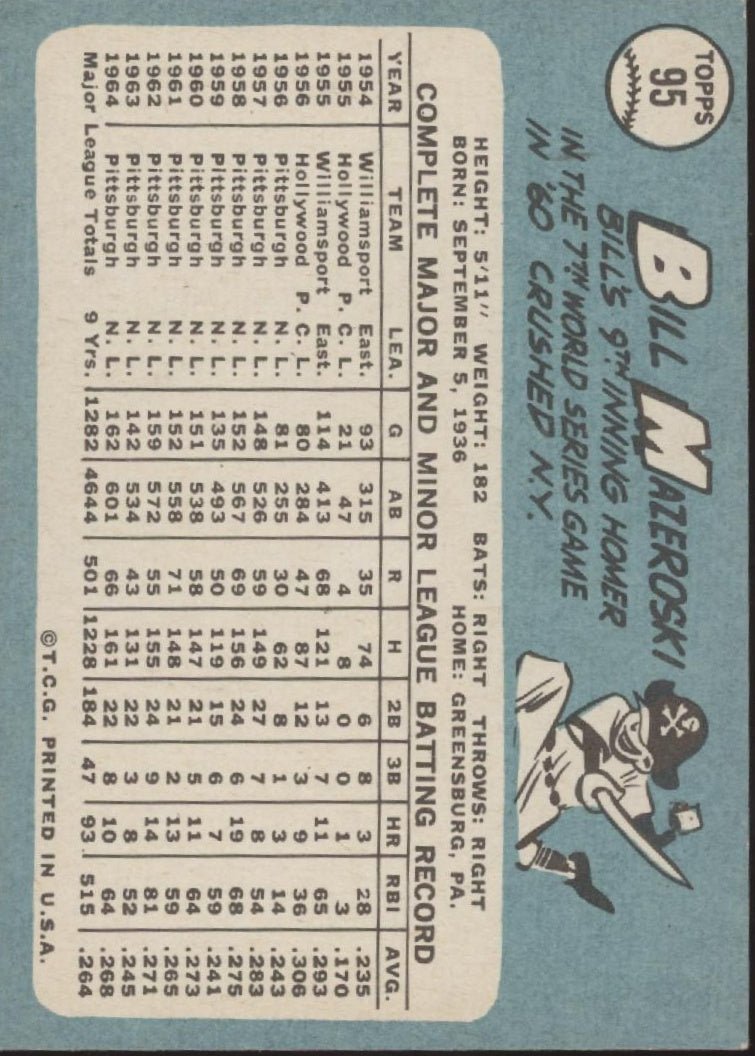 TOPPS
95
BILL MAZEROSKI
BILL'S 9TH INNING HOMER
IN THE 7TH WORLD SERIES GAME
IN '60 CRUSHED N.Y.
HEIGHT: 5'11" WEIGHT: 182 BATS: RIGHT THROWS: RIGHT
BORN: SEPTEMBER 5, 1936 HOME: GREENSBURG, PA.
COMPLETE MAJOR AND MINOR LEAGUE BATTING RECORD
YEAR TEAM LEA. G AB R H 2B 3B HR RBI AVG.
1954 Williamsport East. 93 315 35 74 6 8 3 28 .235
1955 Hollywood P. C. L. 21 47 4 8 0 0 1 3 .170
1955 Williamsport East. 114 413 68 121 13 7 11 65 .293
1956 Hollywood P. C. L. 80 284 47 87 12 3 9 36 .306
1956 Pittsburgh N. L. 81 255 30 62 8 1 3 14 .243
1957 Pittsburgh N. L. 148 526 59 149 27 7 8 54 .283
1958 Pittsburgh N. L. 152 567 69 156 24 6 19 68 .275
1959 Pittsburgh N. L. 135 493 50 119 15 6 7 59 .241
1960 Pittsburgh N. L. 151 538 58 147 21 5 11 64 .273
1961 Pittsburgh N. L. 152 558 71 148 21 2 13 59 .265
1962 Pittsburgh N. L. 159 572 55 155 24 9 14 81 .271
1963 Pittsburgh N. L. 142 534 43 131 22 3 8 52 .245
1964 Pittsburgh N. L. 162 601 66 161 22 8 10 64 .268
Major League Totals 9 Yrs. 1282 4644 501 1228 184 47 93 515 .264
©T.C.G. PRINTED IN U.S.A.